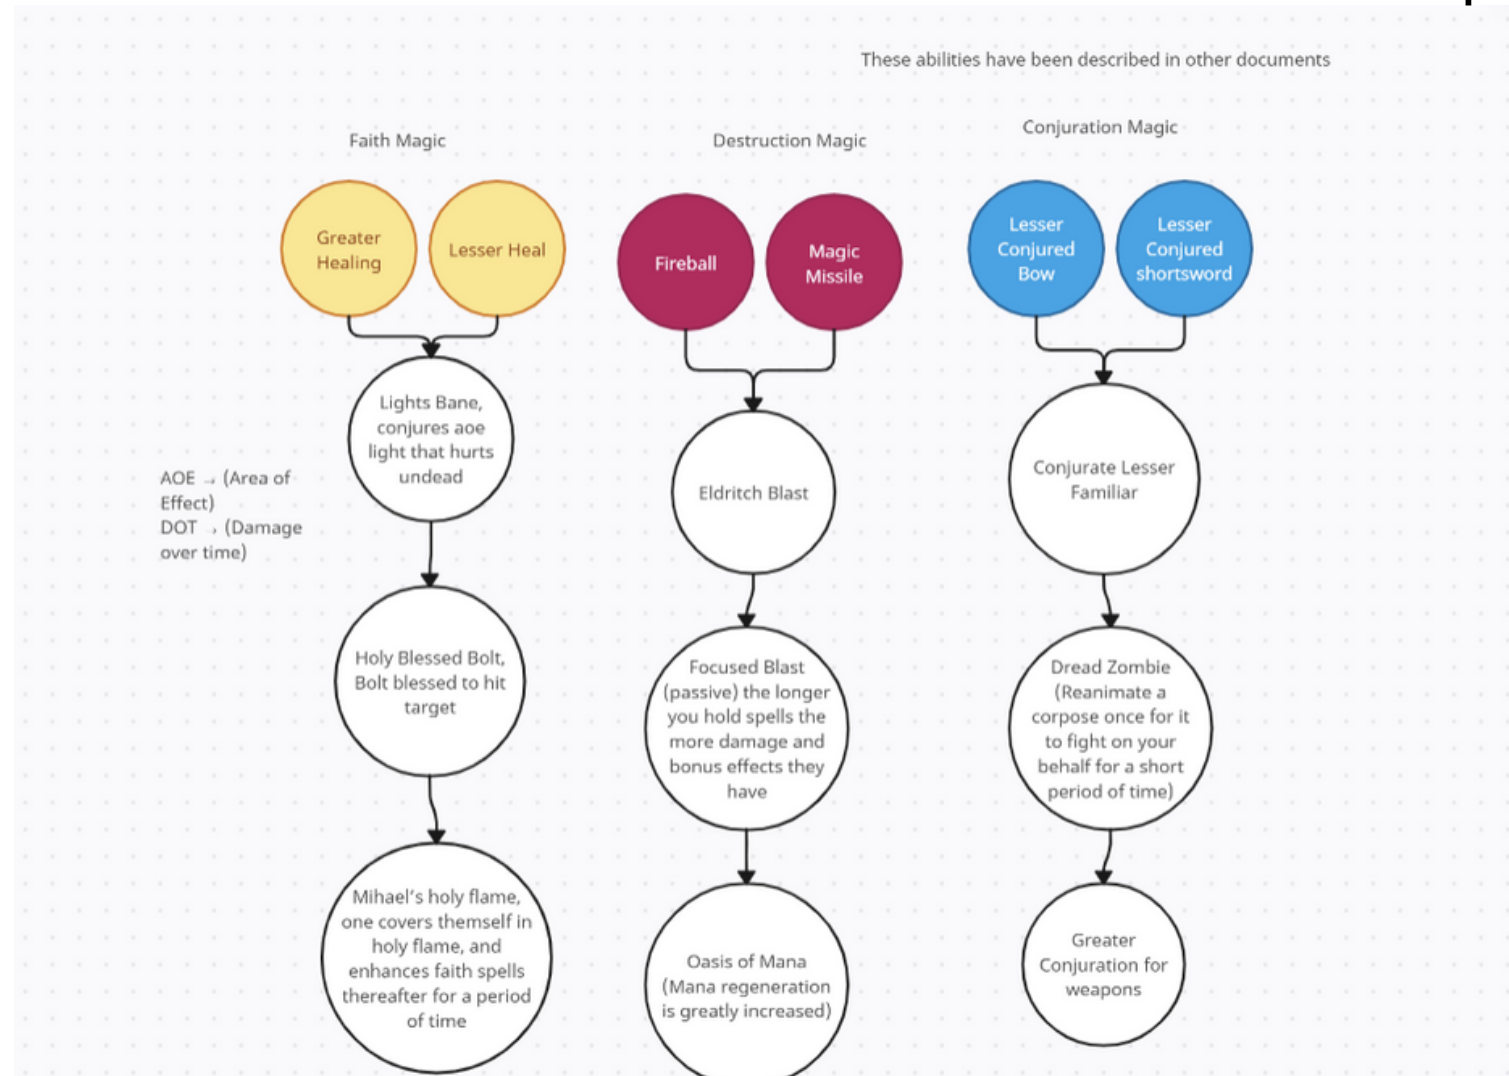 These abilities have been described in other documents
Faith Magic
Destruction Magic
Conjuration Magic
Greater
Healing
Lesser Heal
Fireball
Magic
Missile
Lesser
Conjured
Bow
Lesser
Conjured
shortsword
Lights Bane,
conjures aoe
light that hurts
undead
AOE → (Area of
Effect)
DOT → (Damage
over time)
Eldritch Blast
Conjurate Lesser
Familiar
Holy Blessed Bolt,
Bolt blessed to hit
target
Focused Blast
(passive) the longer
you hold spells the
more damage and
bonus effects they
have
Dread Zombie
(Reanimate a
corpose once for it
to fight on your
behalf for a short
period of time)
Mihael's holy flame,
one covers themself in
holy flame, and
enhances faith spells
thereafter for a period
of time
Oasis of Mana
(Mana regeneration
is greatly increased)
Greater
Conjuration for
weapons